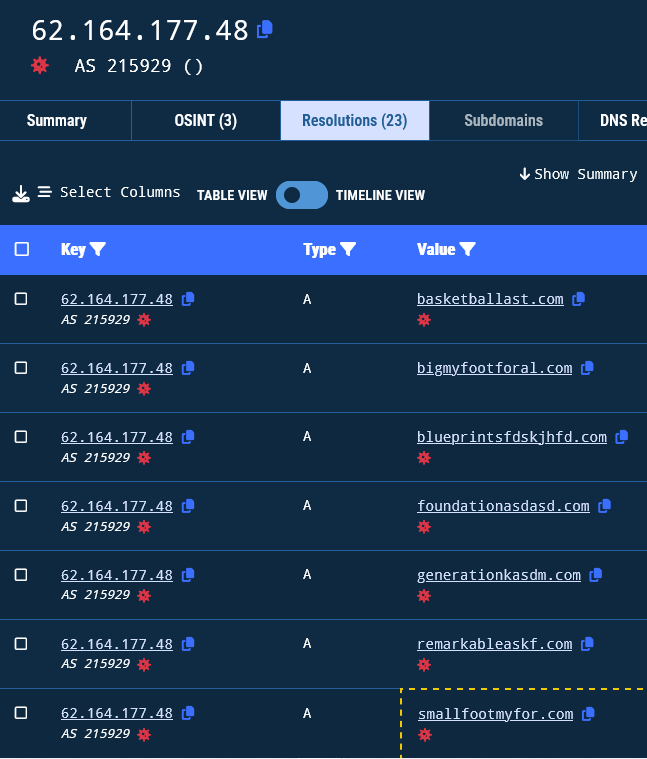 62.164.177.48
AS 215929 ()
Summary OSINT (3) Resolutions (23) Subdomains DNS Re
Show Summary
Select Columns TABLE VIEW TIMELINE VIEW
Key Type Value
62.164.177.48 A basketballast.com
AS 215929
62.164.177.48 A bigmyfootforal.com
AS 215929
62.164.177.48 A blueprintsfdskjhfd.com
AS 215929
62.164.177.48 A foundationasdasd.com
AS 215929
62.164.177.48 A generationkasdm.com
AS 215929
62.164.177.48 A remarkableaskf.com
AS 215929
62.164.177.48 A smallfootmyfor.com
AS 215929